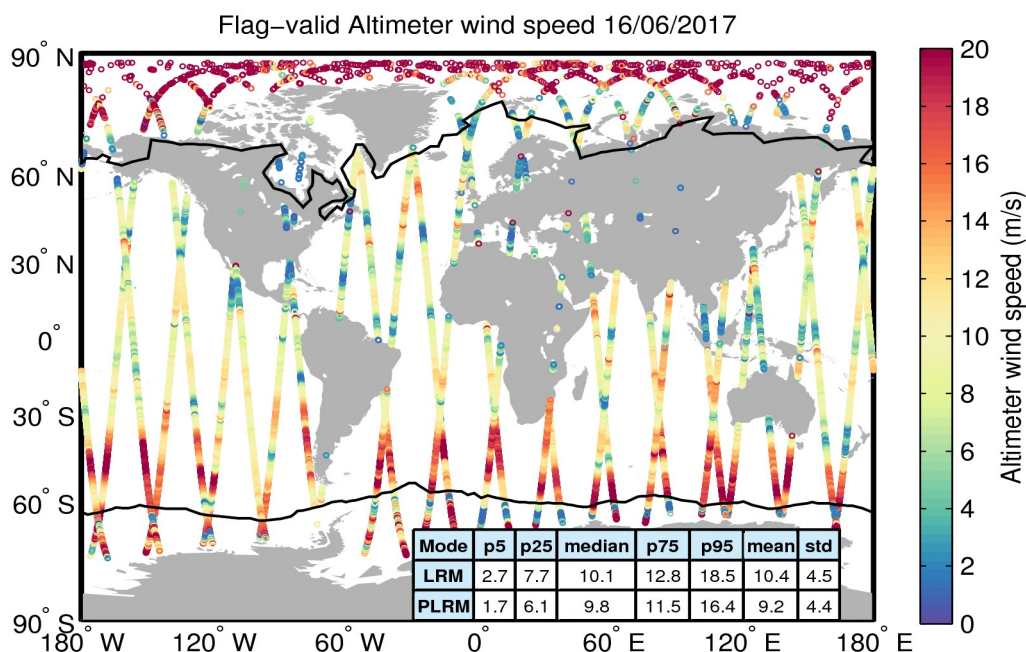 Flag−valid Altimeter wind speed 16/06/2017
90° N
60° N
30° N
0°
30° S
60° S
90° S
180° W
120° W
60° W
0°
60° E
120° E
180° E
Mode p5 p25 median p75 p95 mean std
LRM 2.7 7.7 10.1 12.8 18.5 10.4 4.5
PLRM 1.7 6.1 9.8 11.5 16.4 9.2 4.4
20
18
16
14
12
10
8
6
4
2
0
Altimeter wind speed (m/s)